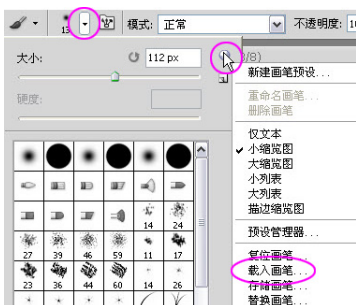 13 模式: 正常 不透明度: 10
大小: 112 px
硬度:
14 24
27 39 46 59 11 17
23 36 44 60 14 26
/8)
新建画笔预设...
重命名画笔...
删除画笔
仅文本
小缩览图
大缩览图
小列表
大列表
描边缩览图
预设管理器...
复位画笔...
载入画笔...
存储画笔...
替换画笔...